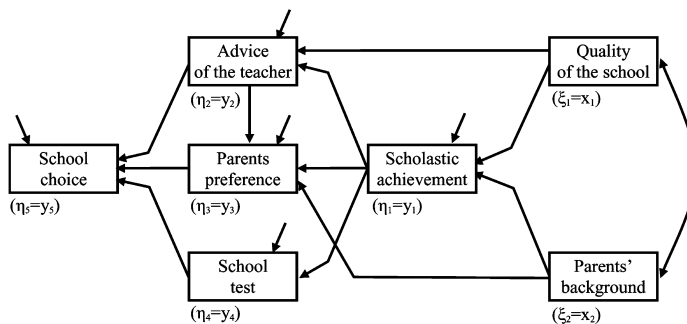 Advice
of the teacher
(η2=y2)
Quality
of the school
(ξ1=x1)
School
choice
(η5=y5)
Parents
preference
(η3=y3)
Scholastic
achievement
(η1=y1)
School
test
(η4=y4)
Parents’
background
(ξ2=x2)